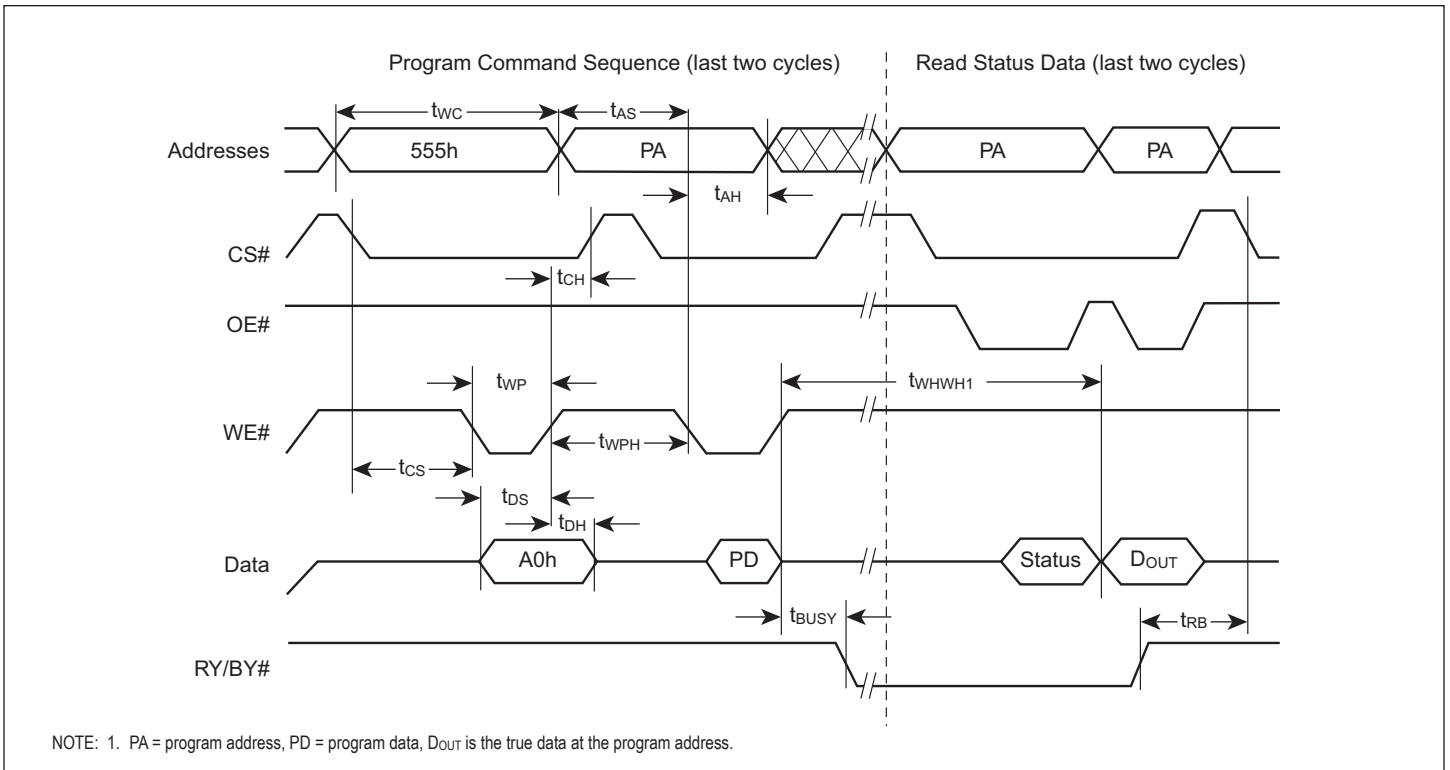 Program Command Sequence (last two cycles) Read Status Data (last two cycles)
tWC tAS
Addresses 555h PA PA PA
tAH
CS#
tCH
OE#
tWP tWHWH1
WE#
tWPH
tCS
tDS
tDH
Data A0h PD Status DOUT
tBUSY tRB
RY/BY#
NOTE: 1. PA = program address, PD = program data, DOUT is the true data at the program address.